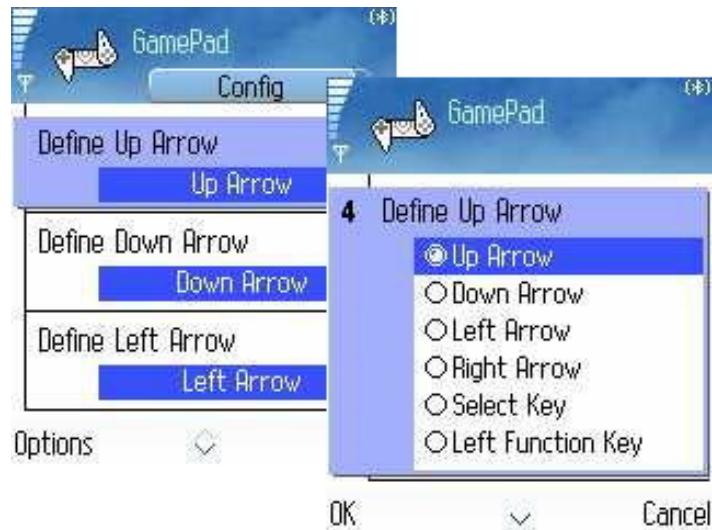 GamePad
Config
Define Up Arrow
Up Arrow
Define Down Arrow
Down Arrow
Define Left Arrow
Left Arrow
Options
GamePad
4 Define Up Arrow
Up Arrow
Down Arrow
Left Arrow
Right Arrow
Select Key
Left Function Key
OK Cancel